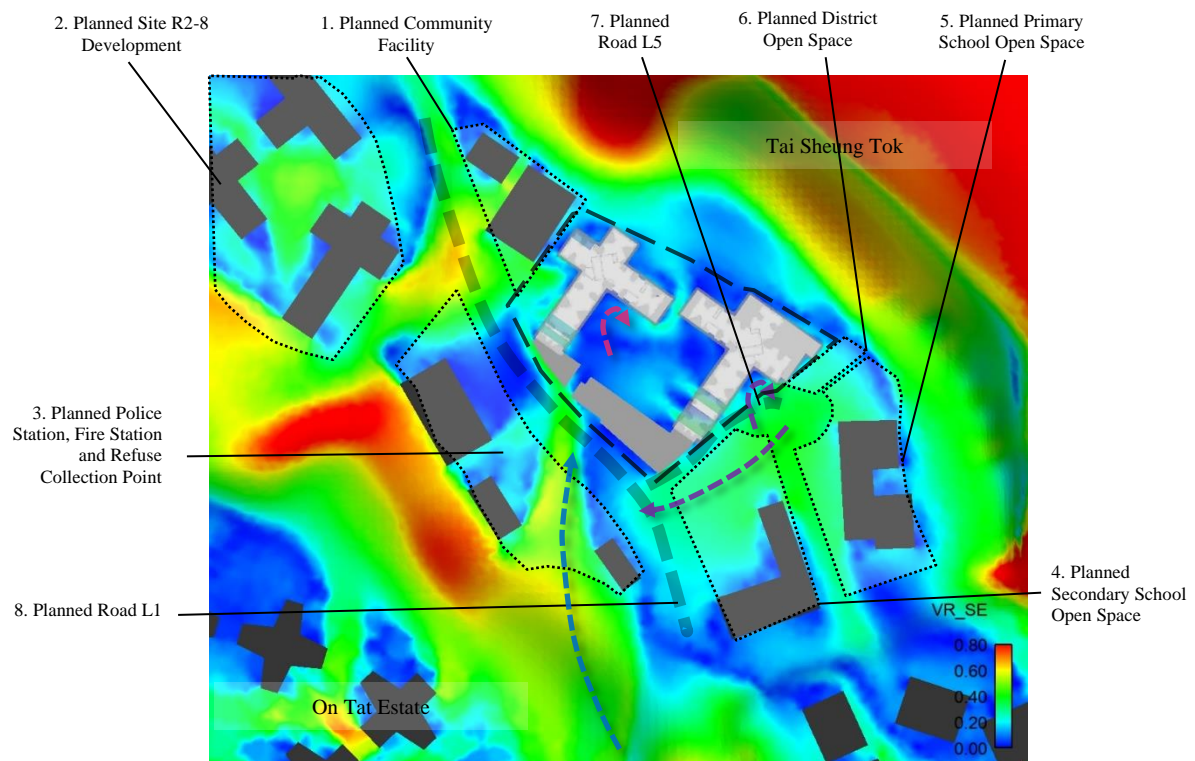 2. Planned Site R2-8
Development
1. Planned Community
Facility
7. Planned
Road L5
6. Planned District
Open Space
5. Planned Primary
School Open Space
Tai Sheung Tok
3. Planned Police
Station, Fire Station
and Refuse
Collection Point
8. Planned Road L1
4. Planned
Secondary School
Open Space
On Tat Estate
VR_SE
0.80
0.60
0.40
0.20
0.00